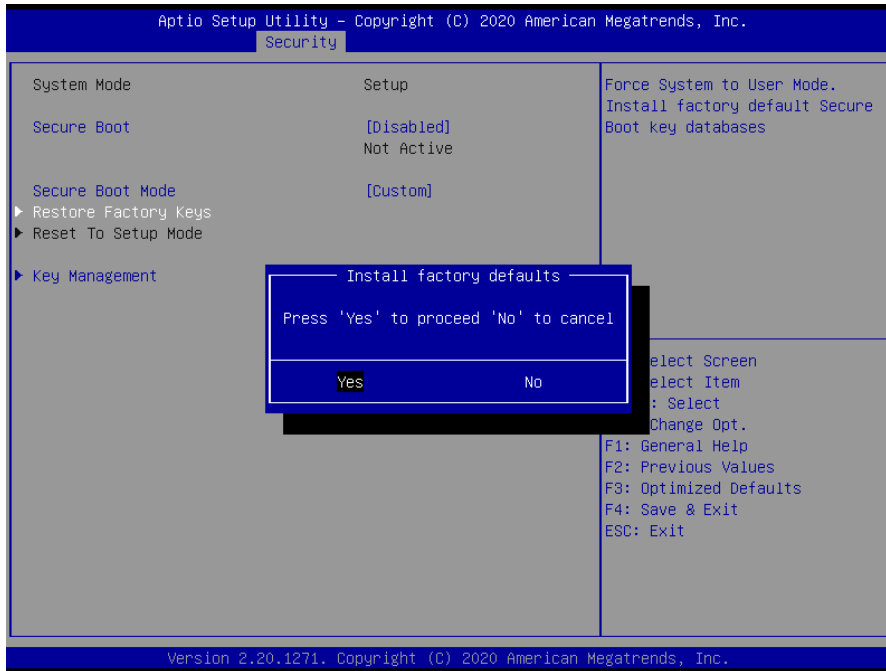 Aptio Setup Utility – Copyright (C) 2020 American Megatrends, Inc.
Security
System Mode Setup
Secure Boot [Disabled]
Not Active
Secure Boot Mode [Custom]
Restore Factory Keys
Reset To Setup Mode
Key Management
Force System to User Mode.
Install factory default Secure
Boot key databases
Install factory defaults
Press 'Yes' to proceed 'No' to cancel
Yes No
Screen
Item
: Select
Change Opt.
F1: General Help
F2: Previous Values
F3: Optimized Defaults
F4: Save & Exit
ESC: Exit
Version 2.20.1271. Copyright (C) 2020 American Megatrends, Inc.